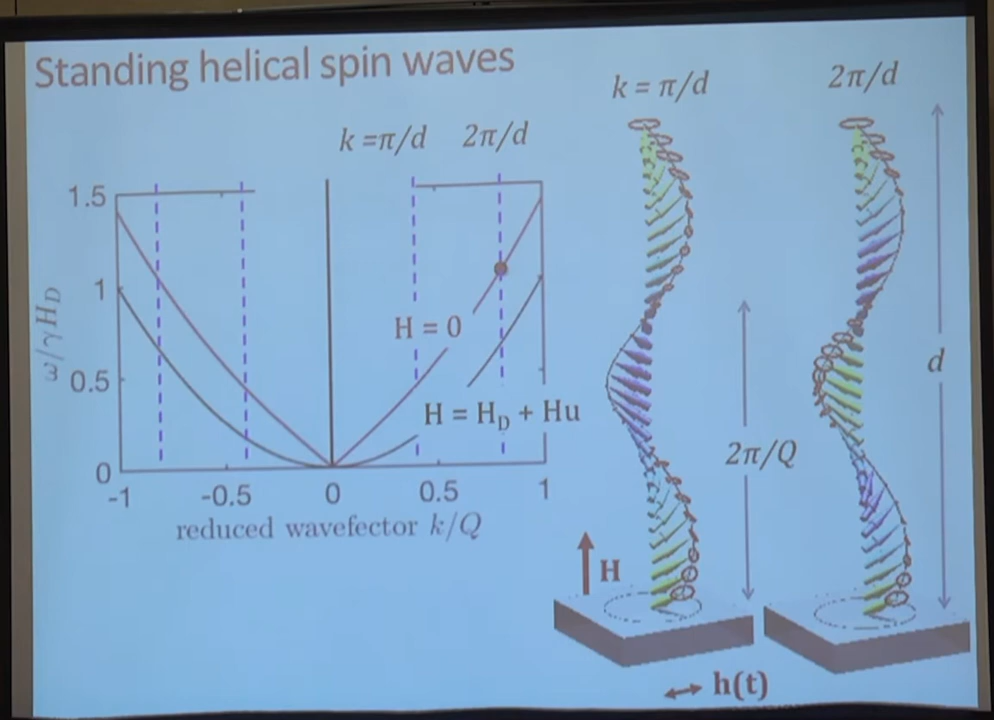 Standing helical spin waves
k =π/d 2π/d
1.5
1
0.5
0
ω/γH_D
-1 -0.5 0 0.5 1
reduced wavefector k/Q
H = 0
H = H_D + Hu
k = π/d
2π/d
2π/Q
d
H
h(t)